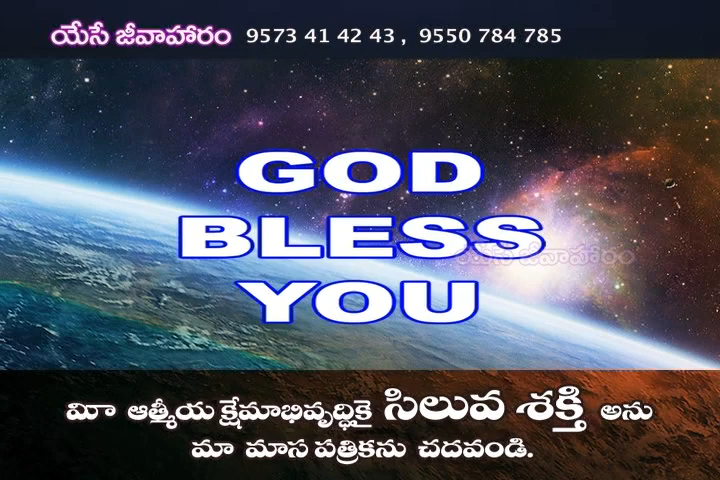 యేసే జీవాహారం 9573 41 42 43 , 9550 784 785
GOD
BLESS
YOU
యేసే జీవాహారం
మీ ఆత్మీయ క్షేమాభివృద్ధికై సిలువ శక్తి అను
మా మాస పత్రికను చదవండి.